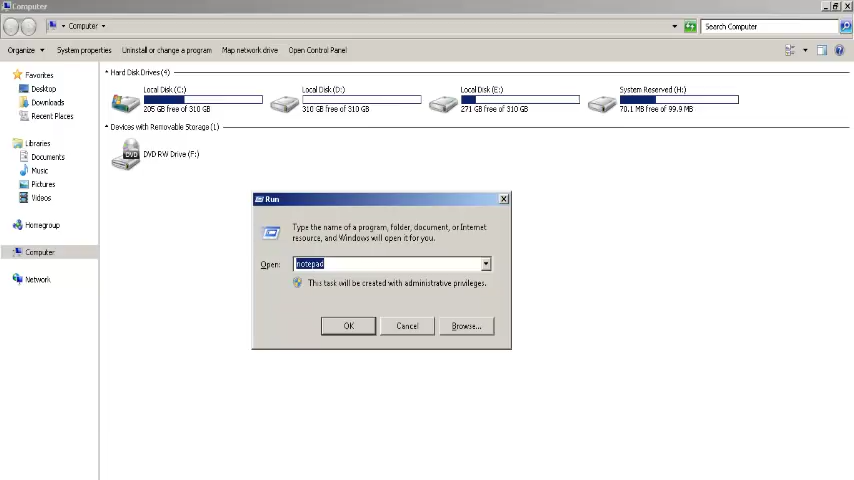 Computer
Computer
Search Computer
Organize
System properties
Uninstall or change a program
Map network drive
Open Control Panel
Favorites
Desktop
Downloads
Recent Places
Libraries
Documents
Music
Pictures
Videos
Homegroup
Computer
Network
Hard Disk Drives (4)
Local Disk (C:)
205 GB free of 310 GB
Local Disk (D:)
310 GB free of 310 GB
Local Disk (E:)
271 GB free of 310 GB
System Reserved (H:)
70.1 MB free of 99.9 MB
Devices with Removable Storage (1)
DVD
DVD RW Drive (F:)
Run
Type the name of a program, folder, document, or Internet
resource, and Windows will open it for you.
Open:
notepad
This task will be created with administrative privileges.
OK
Cancel
Browse...